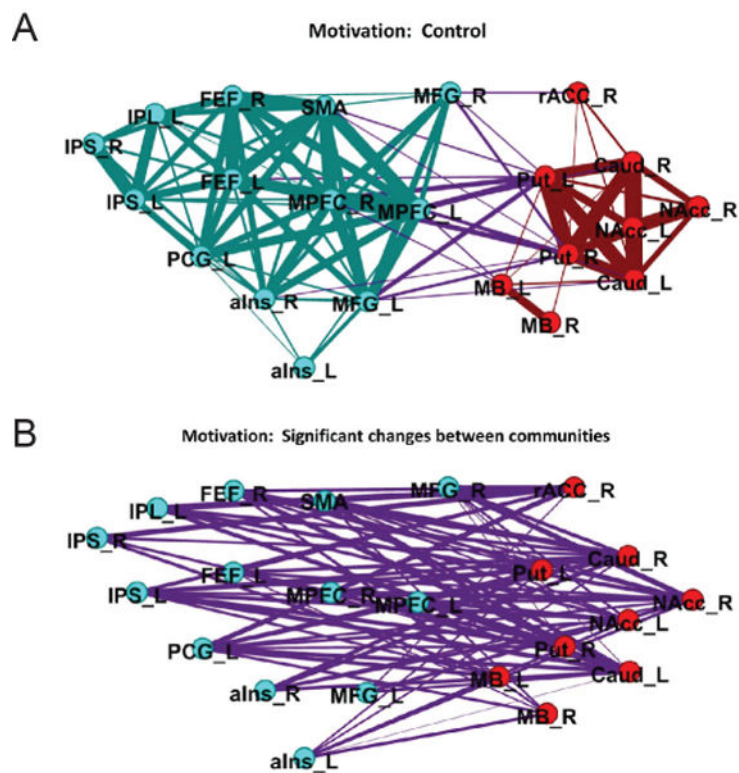 A
Motivation: Control
FEF_R
SMA
MFG_R
rACC_R
IPL_L
IPS_R
FEF_L
Put_L
Caud_R
IPS_L
MPFC_R
MPFC_L
NAcc_R
NAcc_L
PCG_L
Put_R
aIns_R
MFG_L
MB_L
Caud_L
MB_R
aIns_L
B
Motivation: Significant changes between communities
FEF_R
SMA
MFG_R
rACC_R
IPL_L
IPS_R
FEF_L
Put_L
Caud_R
IPS_L
MPFC_R
MPFC_L
NAcc_R
NAcc_L
PCG_L
Put_R
aIns_R
MFG_L
MB_L
Caud_L
MB_R
aIns_L